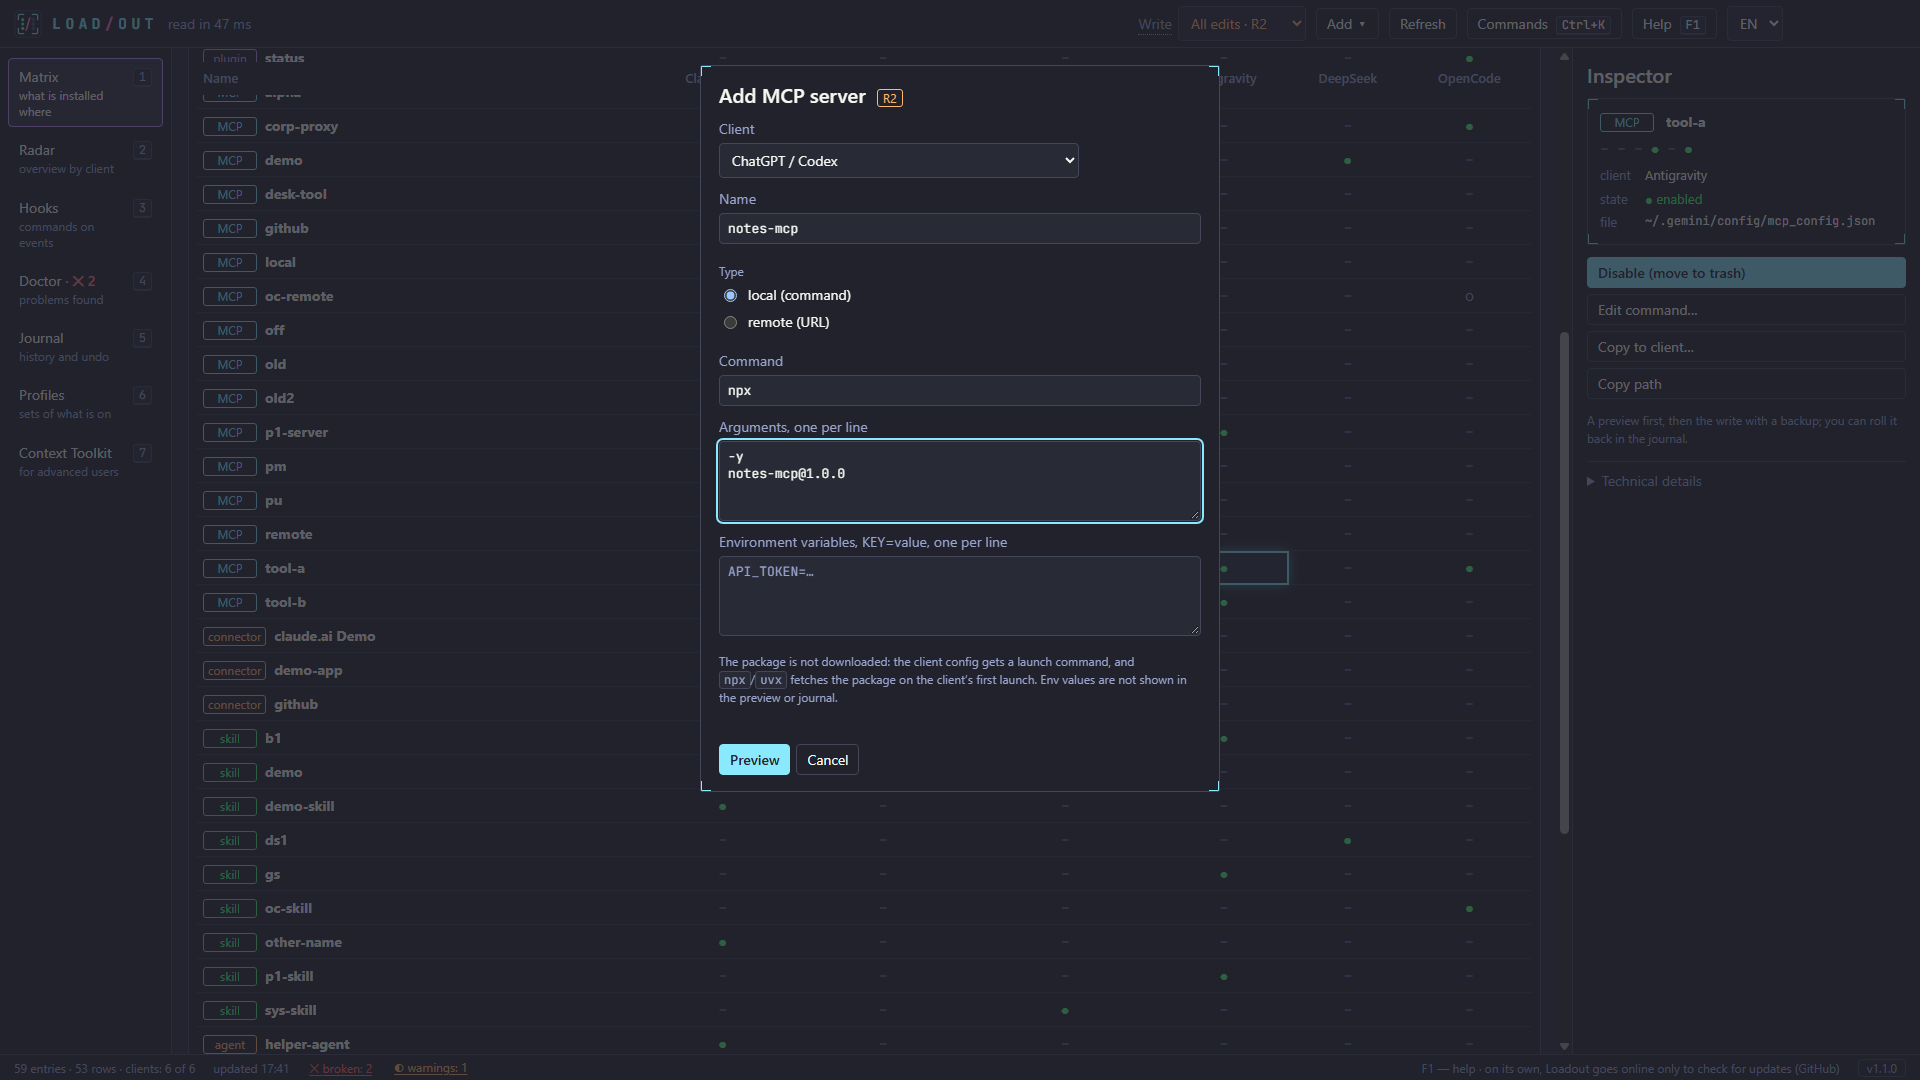 LOAD/OUT read in 47 ms
Write All edits · R2 Add ▾ Refresh Commands Ctrl+K Help F1 EN
Matrix 1
what is installed
where
Radar 2
overview by client
Hooks 3
commands on
events
Doctor · ✕ 2 4
problems found
Journal 5
history and undo
Profiles 6
sets of what is on
Context Toolkit 7
for advanced users
plugin status
Name DeepSeek OpenCode
MCP corp-proxy
MCP demo
MCP desk-tool
MCP github
MCP local
MCP oc-remote
MCP off
MCP old
MCP old2
MCP p1-server
MCP pm
MCP pu
MCP remote
MCP tool-a
MCP tool-b
connector claude.ai Demo
connector demo-app
connector github
skill b1
skill demo
skill demo-skill
skill ds1
skill gs
skill oc-skill
skill other-name
skill p1-skill
skill sys-skill
agent helper-agent
Add MCP server R2
Client
ChatGPT / Codex
Name
notes-mcp
Type
local (command)
remote (URL)
Command
npx
Arguments, one per line
-y
notes-mcp@1.0.0
Environment variables, KEY=value, one per line
API_TOKEN=…
The package is not downloaded: the client config gets a launch command, and
npx/uvx fetches the package on the client's first launch. Env values are not shown in
the preview or journal.
Preview Cancel
Inspector
MCP tool-a
client Antigravity
state ● enabled
file ~/.gemini/config/mcp_config.json
Disable (move to trash)
Edit command…
Copy to client…
Copy path
A preview first, then the write with a backup; you can roll it
back in the journal.
▶ Technical details
59 entries · 53 rows · clients: 6 of 6 updated 17:41 ✕ broken: 2 ◐ warnings: 1
F1 — help · on its own, Loadout goes online only to check for updates (GitHub) v1.1.0